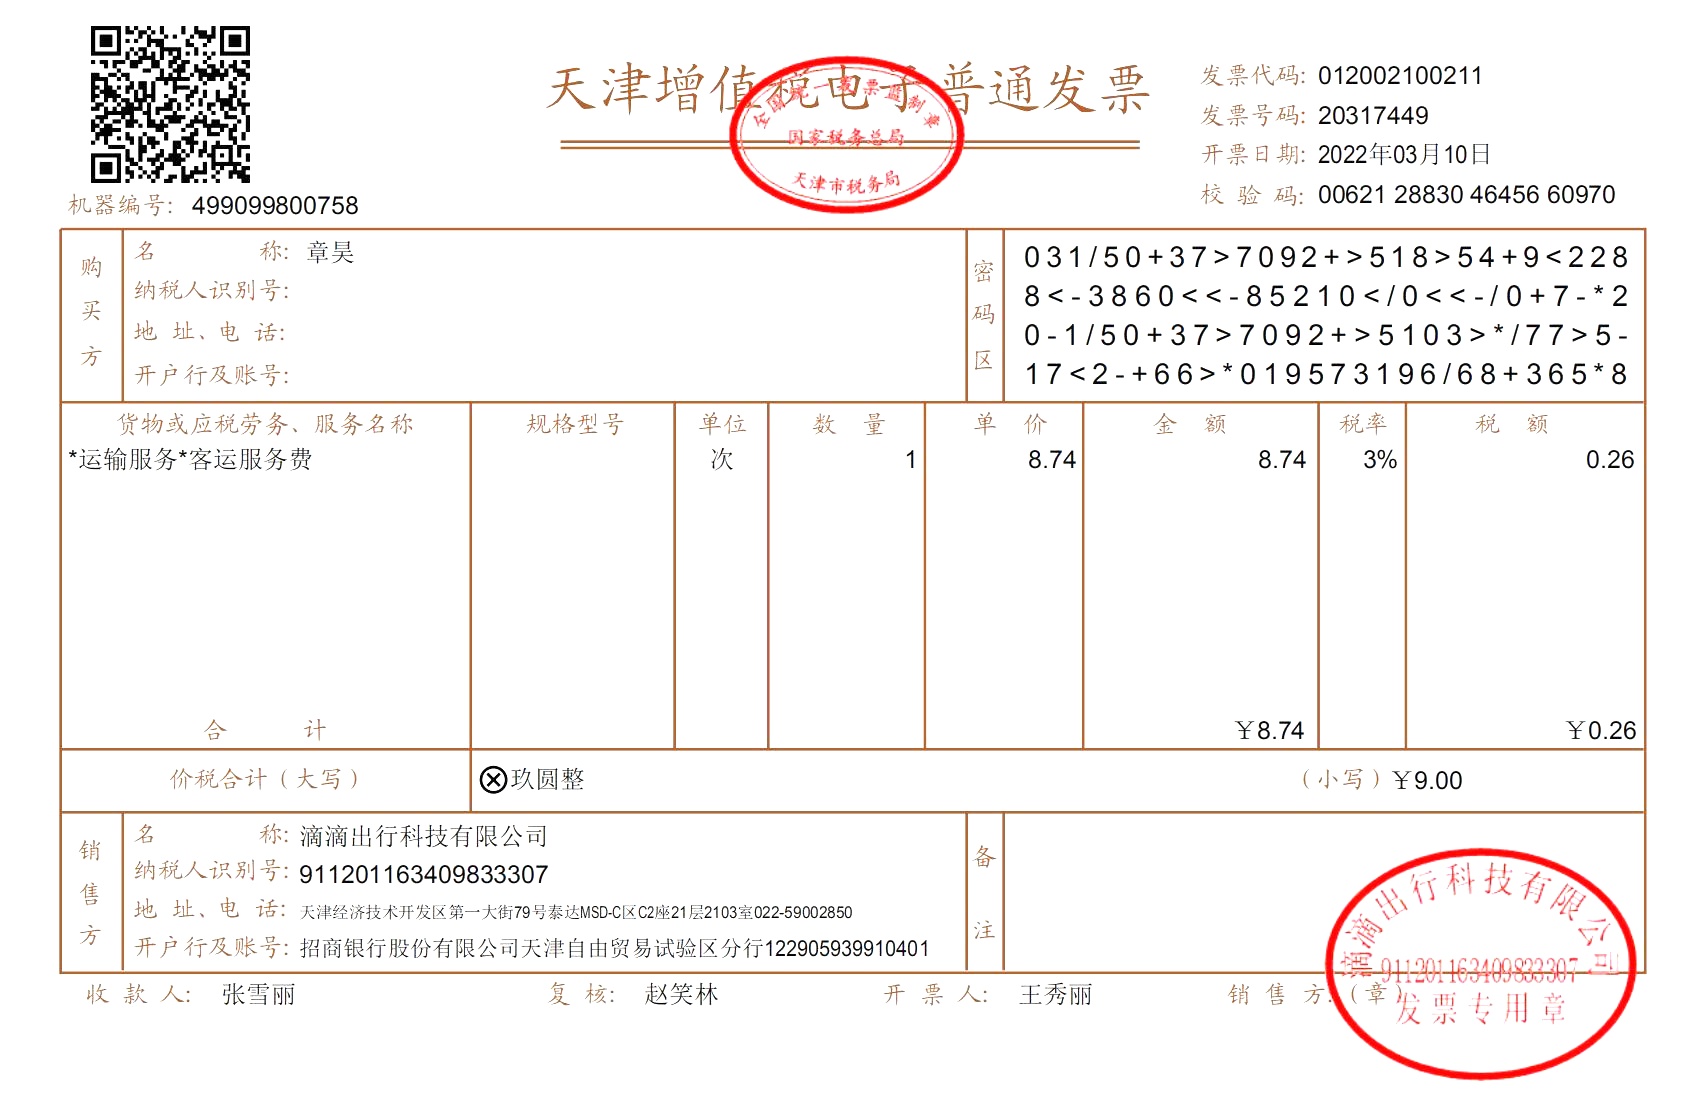 天津增值税电子普通发票
全国统一发票监制章
国家税务总局
天津市税务局
发票代码: 012002100211
发票号码: 20317449
开票日期: 2022年03月10日
校 验 码: 00621 28830 46456 60970
机器编号: 499099800758
购买方
名 称: 章昊
纳税人识别号:
地 址、电 话:
开户行及账号:
密码区
031/50+37>7092+>518>54+9<228
8<-3860<<-85210</0<<-/0+7-*2
0-1/50+37>7092+>5103>*/77>5-
17<2-+66>*019573196/68+365*8
货物或应税劳务、服务名称 规格型号 单位 数 量 单 价 金 额 税率 税 额
*运输服务*客运服务费 次 1 8.74 8.74 3% 0.26
合 计 ￥8.74 ￥0.26
价税合计（大写） ⊗玖圆整 （小写）￥9.00
销售方
名 称: 滴滴出行科技有限公司
纳税人识别号: 911201163409833307
地 址、电 话: 天津经济技术开发区第一大街79号泰达MSD-C区C2座21层2103室022-59002850
开户行及账号: 招商银行股份有限公司天津自由贸易试验区分行122905939910401
备注
收 款 人: 张雪丽 复 核: 赵笑林 开 票 人: 王秀丽 销 售 方:（章）
滴滴出行科技有限公司
911201163409833307
发票专用章